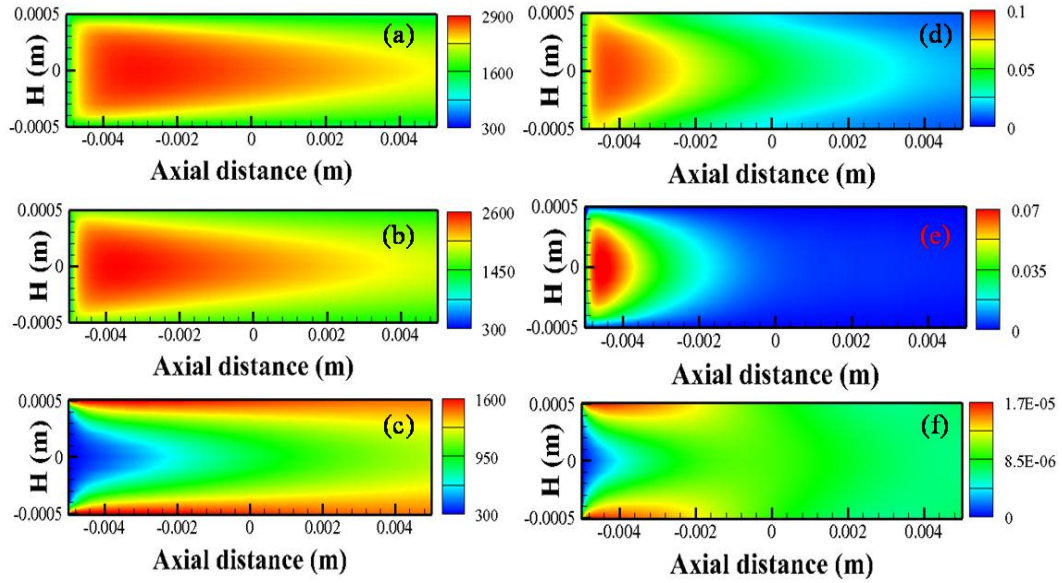 0.0005
0
-0.0005
H (m)
-0.004 -0.002 0 0.002 0.004
Axial distance (m)
(a)
2900
1600
300
0.0005
0
-0.0005
H (m)
-0.004 -0.002 0 0.002 0.004
Axial distance (m)
(d)
0.1
0.05
0
0.0005
0
-0.0005
H (m)
-0.004 -0.002 0 0.002 0.004
Axial distance (m)
(b)
2600
1450
300
0.0005
0
-0.0005
H (m)
-0.004 -0.002 0 0.002 0.004
Axial distance (m)
(e)
0.07
0.035
0
0.0005
0
-0.0005
H (m)
-0.004 -0.002 0 0.002 0.004
Axial distance (m)
(c)
1600
950
300
0.0005
0
-0.0005
H (m)
-0.004 -0.002 0 0.002 0.004
Axial distance (m)
(f)
1.7E-05
8.5E-06
0